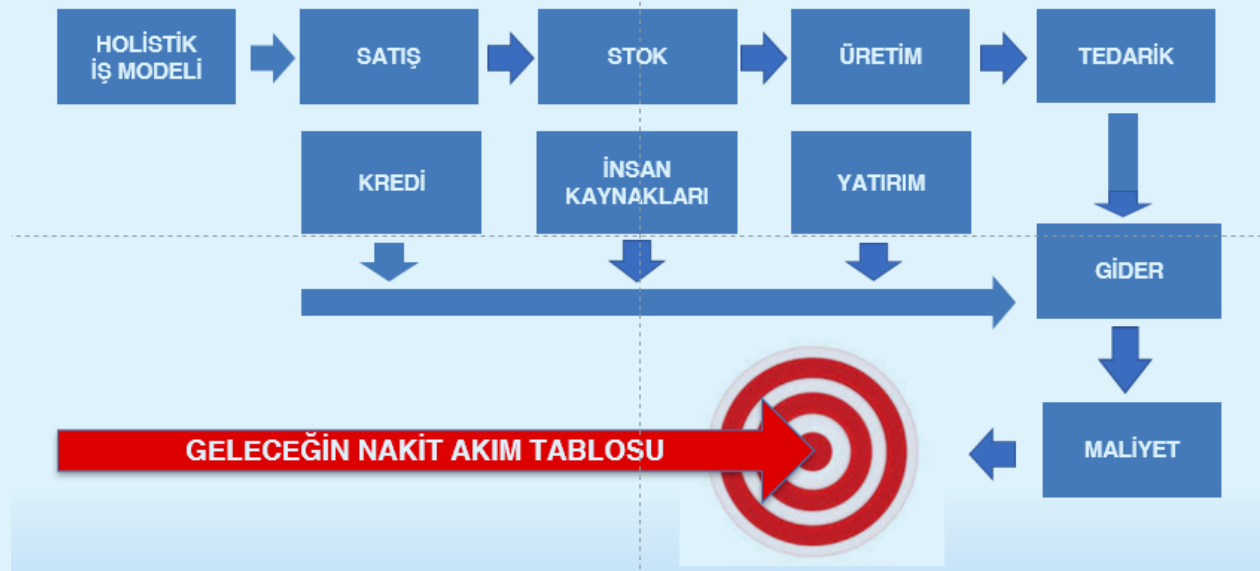 HOLİSTİK
İŞ MODELİ
SATIŞ
STOK
ÜRETİM
TEDARİK
KREDİ
İNSAN
KAYNAKLARI
YATIRIM
GİDER
GELECEĞİN NAKİT AKIM TABLOSU
MALİYET